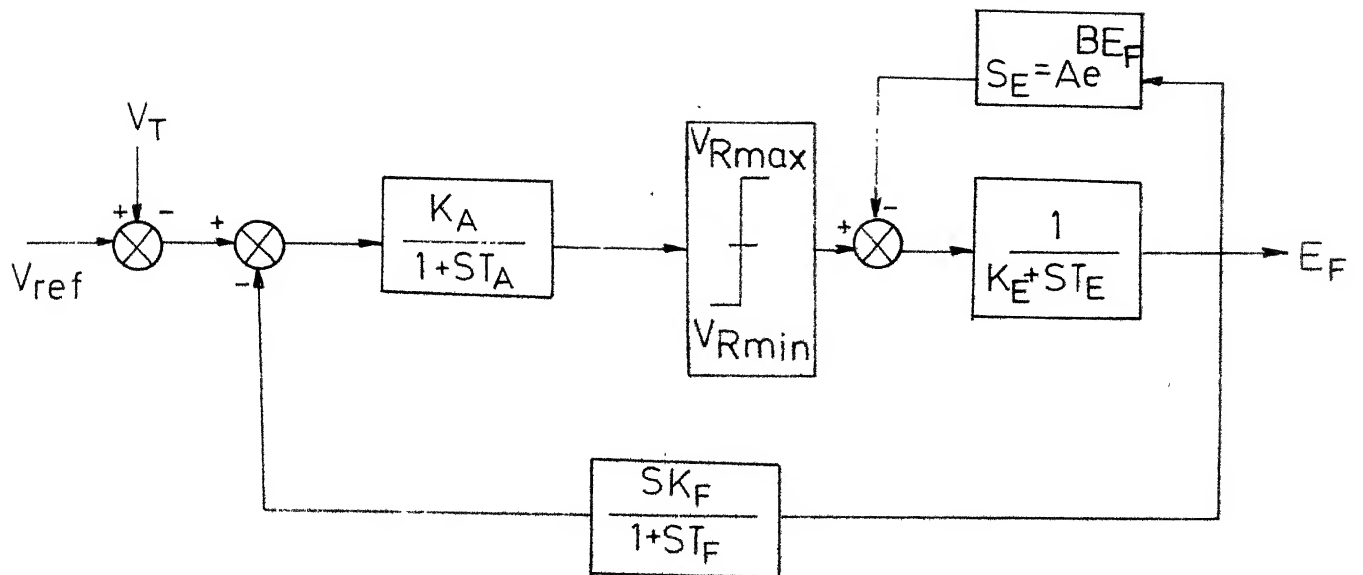 BE_F
S_E = Ae
V_T
V_Rmax
K_A
1+ST_A
1
K_E+ST_E
+ -
+
-
+
-
E_F
V_ref
V_Rmin
SK_F
1+ST_F